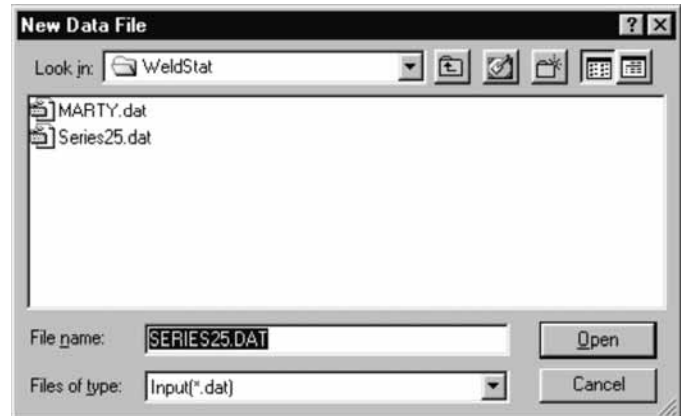 New Data File
Look in: WeldStat
MARTY.dat
Series25.dat
File name: SERIES25.DAT Open
Files of type: Input(*.dat) Cancel